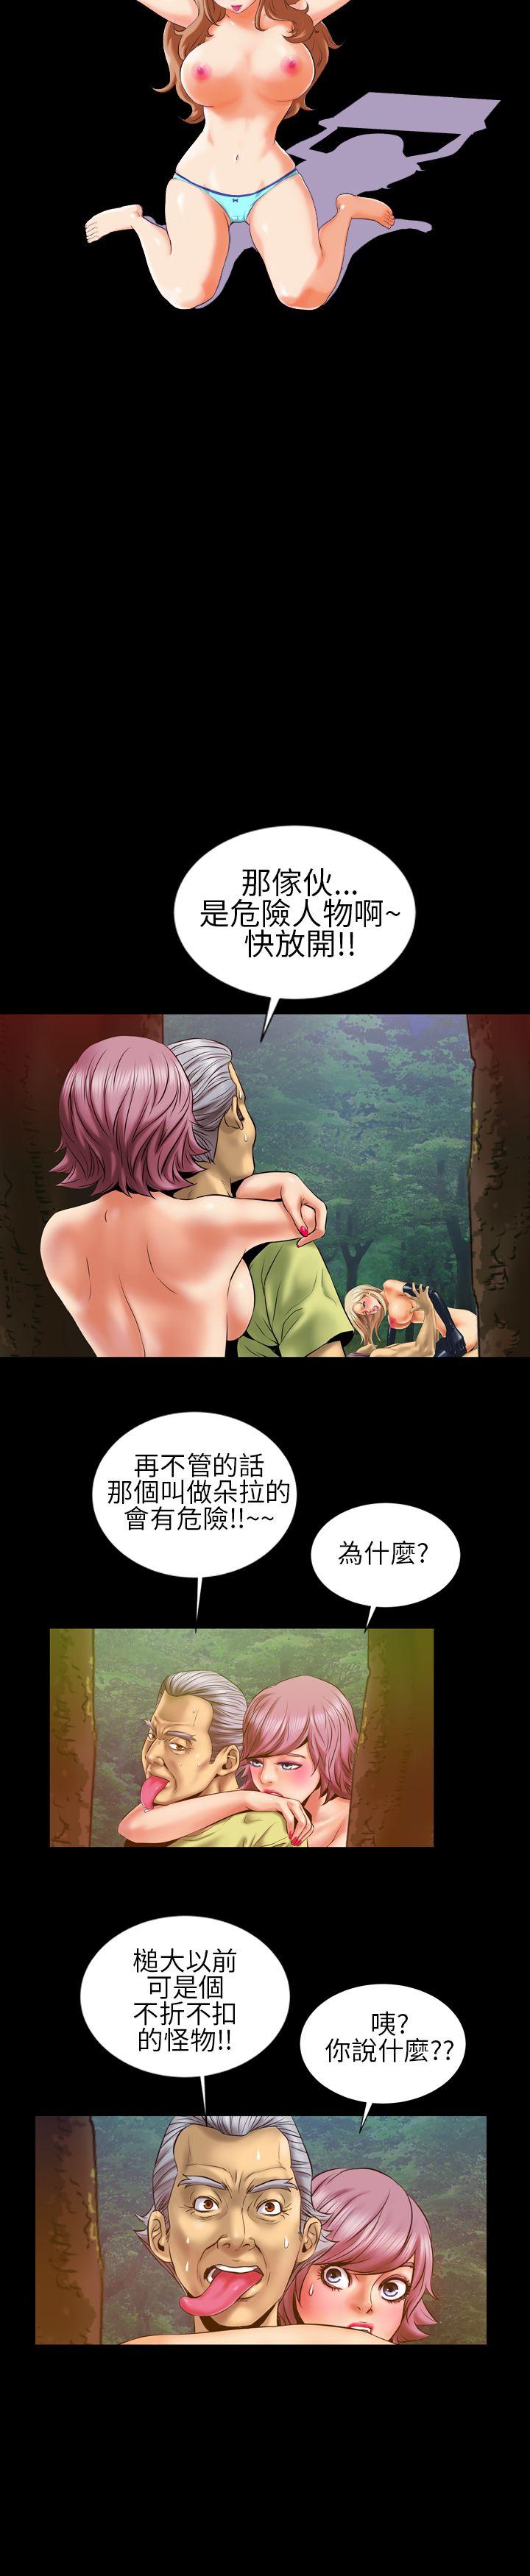 那傢伙...
是危險人物啊~
快放開!!
再不管的話
那個叫做朵拉的
會有危險!!~~
為什麼?
槌大以前
可是個
不折不扣
的怪物!!
咦?
你說什麼??